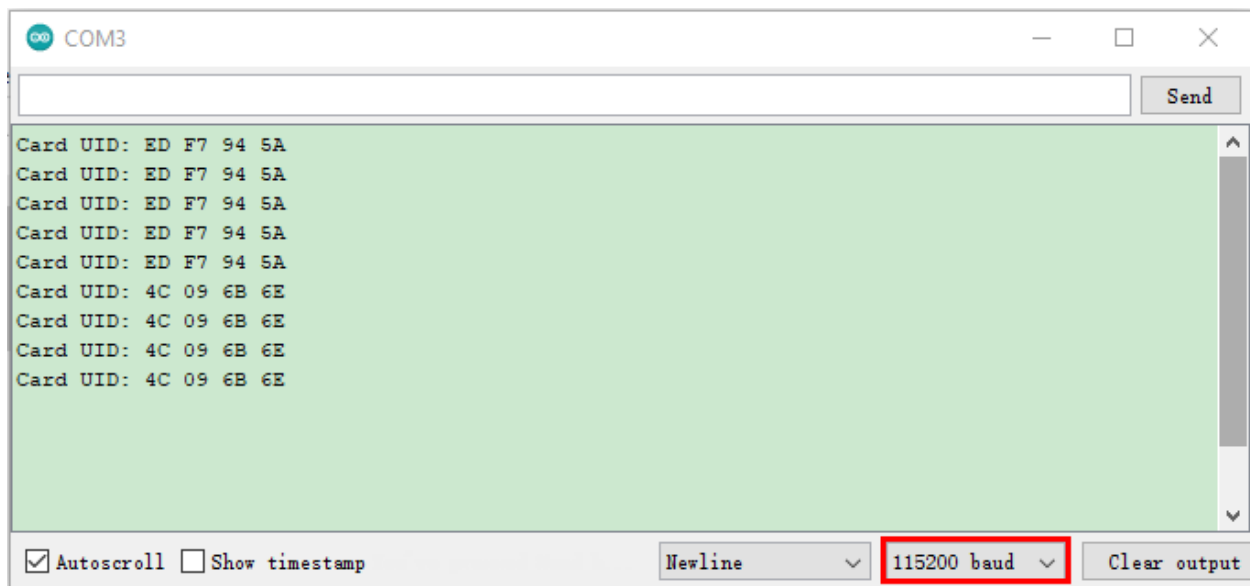 COM3
Send
Card UID: ED F7 94 5A
Card UID: ED F7 94 5A
Card UID: ED F7 94 5A
Card UID: ED F7 94 5A
Card UID: ED F7 94 5A
Card UID: 4C 09 6B 6E
Card UID: 4C 09 6B 6E
Card UID: 4C 09 6B 6E
Card UID: 4C 09 6B 6E
Autoscroll Show timestamp Newline 115200 baud Clear output